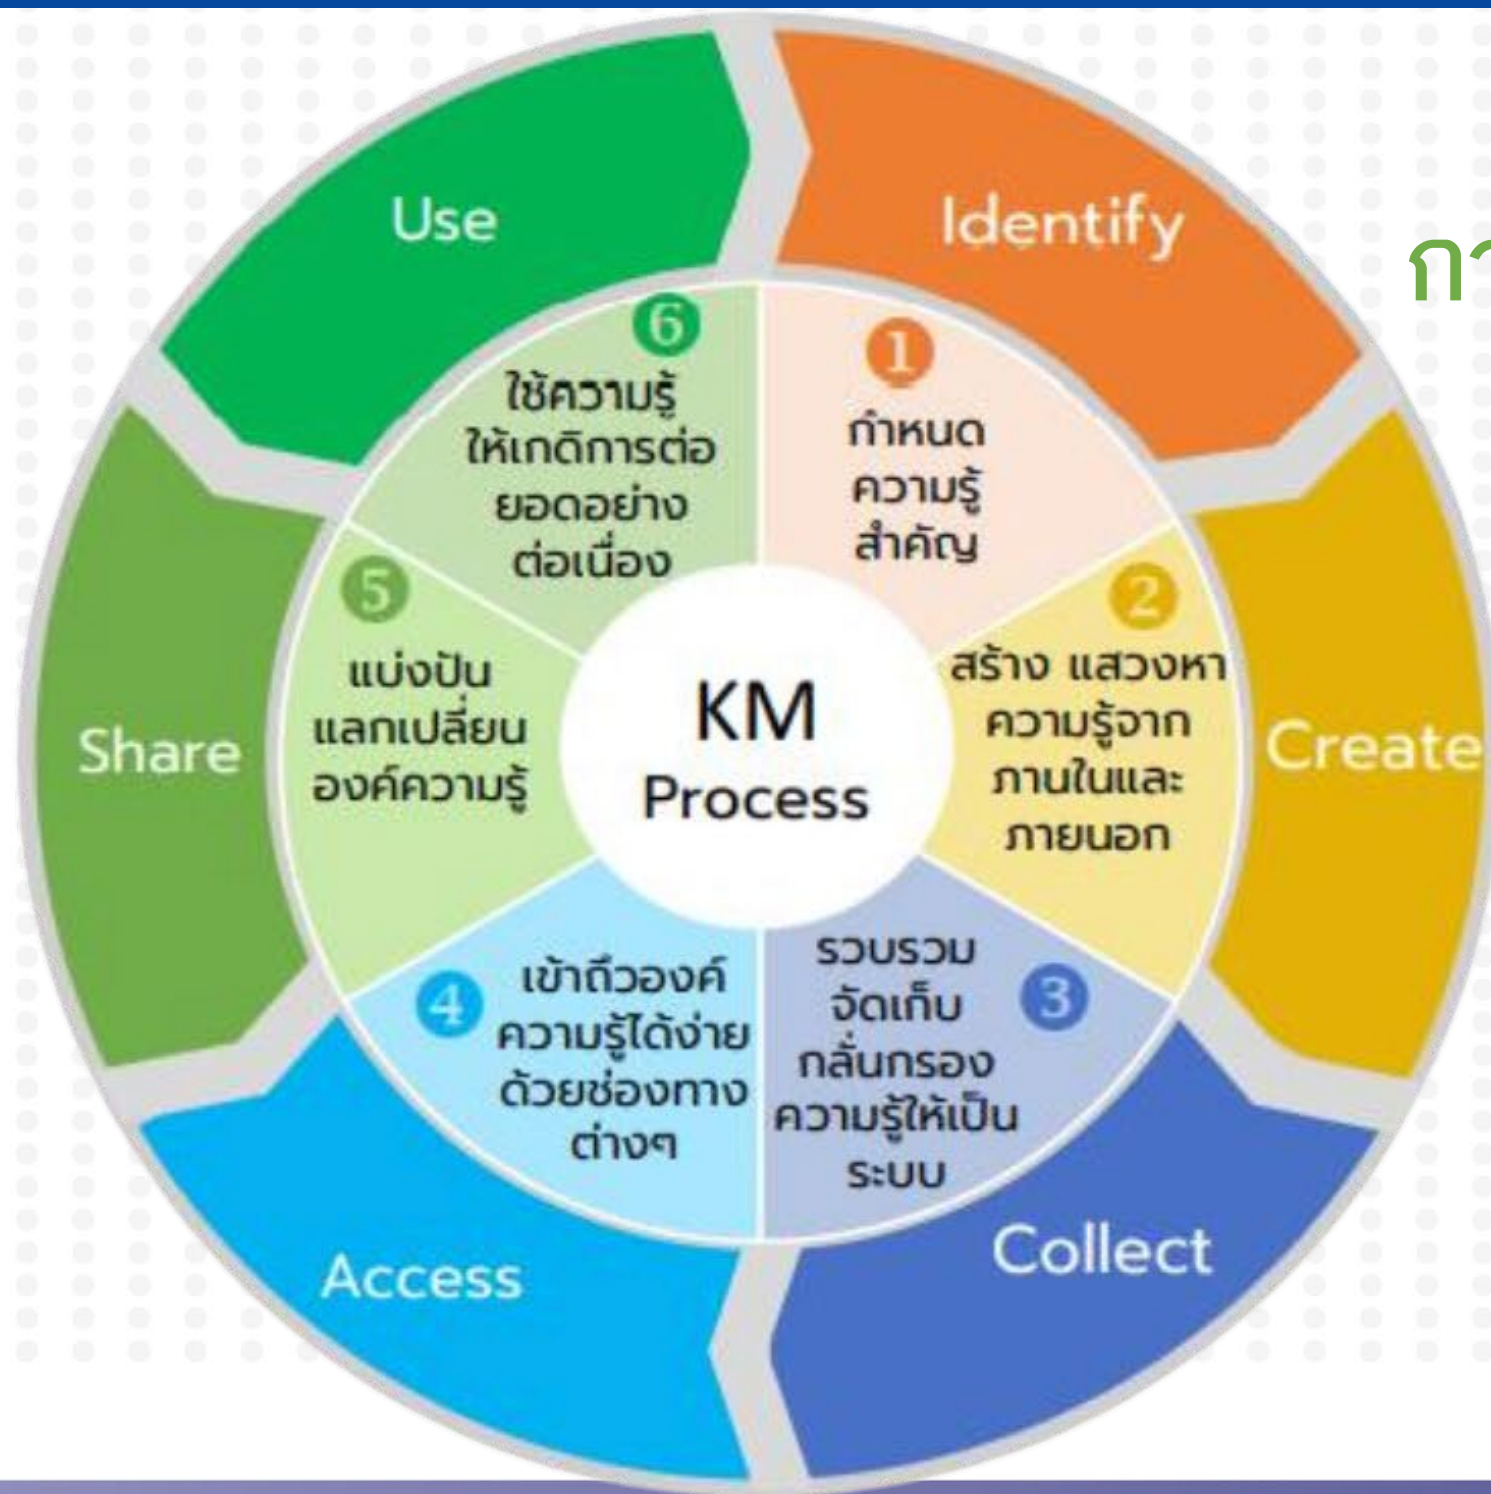 Identify
1
กำหนด
ความรู้
สำคัญ
Create
2
สร้าง แสวงหา
ความรู้จาก
ภานในและ
ภายนอก
Collect
3
รวบรวม
จัดเก็บ
กลั่นกรอง
ความรู้ให้เป็น
ระบบ
Access
4
เข้าถึวองค์
ความรู้ได้ง่าย
ด้วยช่องทาง
ต่างๆ
Share
5
แบ่งปัน
แลกเปลี่ยน
องค์ความรู้
Use
6
ใช้ความรู้
ให้เกดิการต่อ
ยอดอย่าง
ต่อเนื่อง
KM
Process